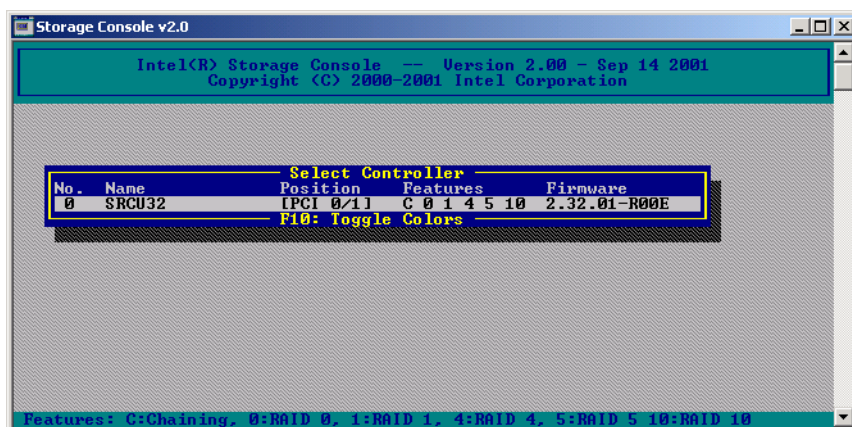 Storage Console v2.0
Intel(R) Storage Console -- Version 2.00 - Sep 14 2001
Copyright (C) 2000-2001 Intel Corporation
Select Controller
No. Name Position Features Firmware
0 SRCU32 [PCI 0/1] C 0 1 4 5 10 2.32.01-R00E
F10: Toggle Colors
Features: C:Chaining, 0:RAID 0, 1:RAID 1, 4:RAID 4, 5:RAID 5 10:RAID 10